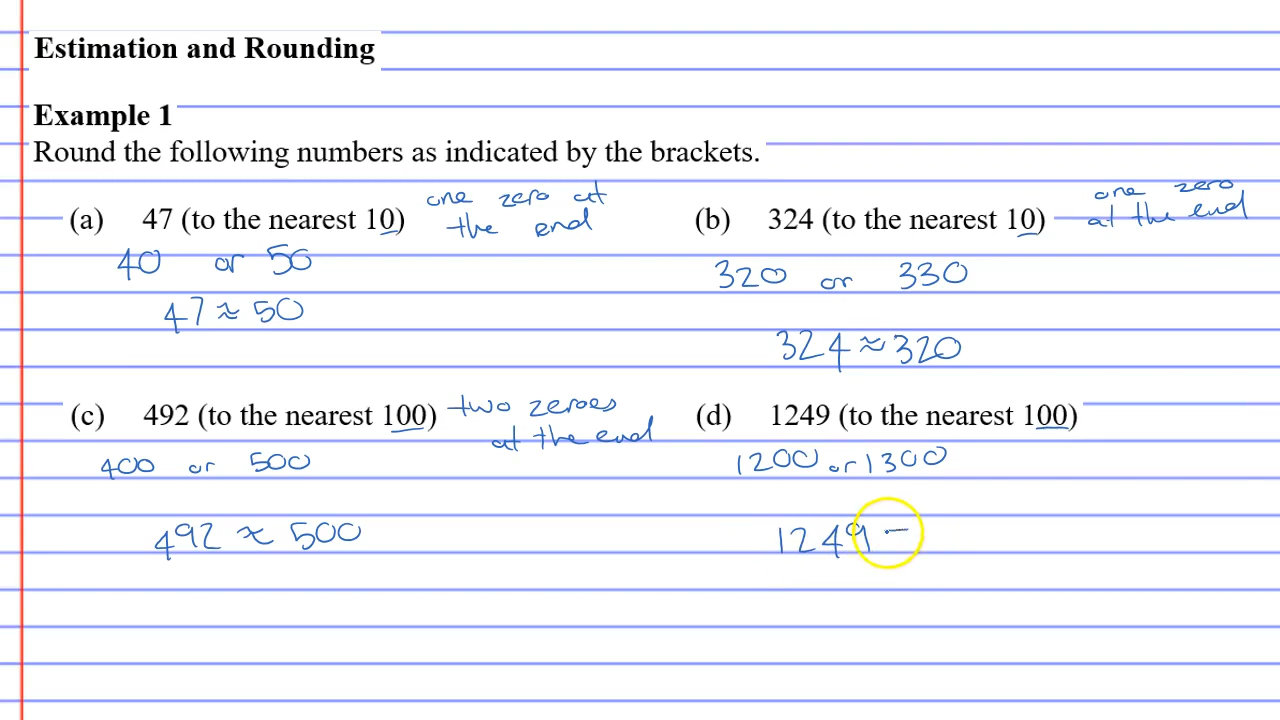 Estimation and Rounding
Example 1
Round the following numbers as indicated by the brackets.
(a) 47 (to the nearest 10) one zero at
the end
40 or 50
47 ≈ 50
(b) 324 (to the nearest 10) one zero
at the end
320 or 330
324 ≈ 320
(c) 492 (to the nearest 100) two zeroes
at the end
400 or 500
492 ≈ 500
(d) 1249 (to the nearest 100)
1200 or 1300
1249 -